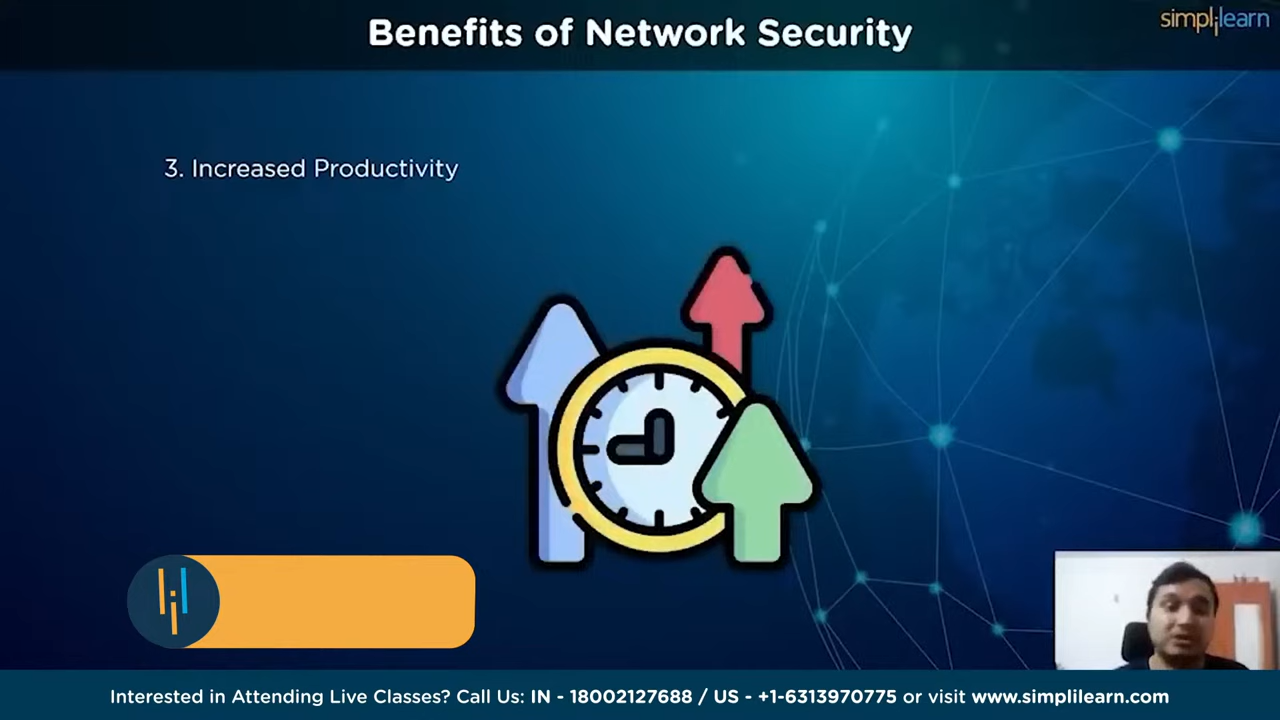 Benefits of Network Security
simplilearn
3. Increased Productivity
Interested in Attending Live Classes? Call Us: IN - 18002127688 / US - +1-6313970775 or visit www.simplilearn.com